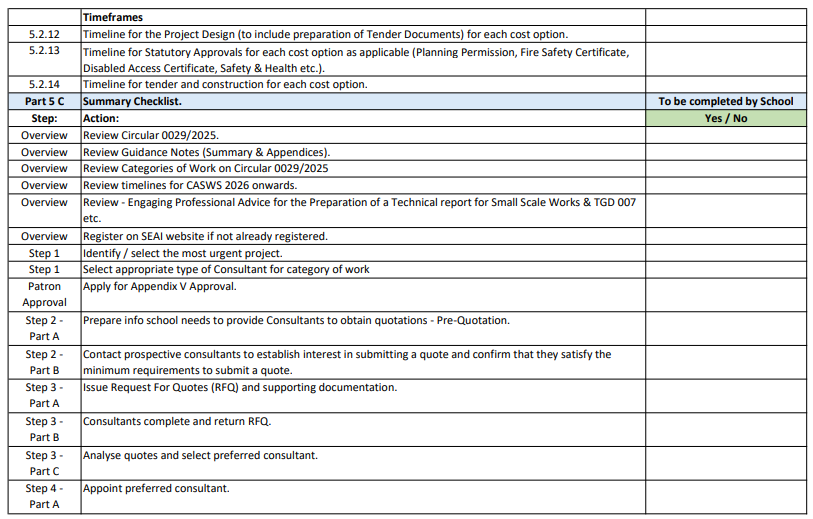 Timeframes
5.2.12 Timeline for the Project Design (to include preparation of Tender Documents) for each cost option.
5.2.13 Timeline for Statutory Approvals for each cost option as applicable (Planning Permission, Fire Safety Certificate,
Disabled Access Certificate, Safety & Health etc.).
5.2.14 Timeline for tender and construction for each cost option.
Part 5 C Summary Checklist. To be completed by School
Step: Action: Yes / No
Overview Review Circular 0029/2025.
Overview Review Guidance Notes (Summary & Appendices).
Overview Review Categories of Work on Circular 0029/2025
Overview Review timelines for CASWS 2026 onwards.
Overview Review - Engaging Professional Advice for the Preparation of a Technical report for Small Scale Works & TGD 007
etc.
Overview Register on SEAI website if not already registered.
Step 1 Identify / select the most urgent project.
Step 1 Select appropriate type of Consultant for category of work
Patron Apply for Appendix V Approval.
Approval
Step 2 - Prepare info school needs to provide Consultants to obtain quotations - Pre-Quotation.
Part A
Step 2 - Contact prospective consultants to establish interest in submitting a quote and confirm that they satisfy the
Part B minimum requirements to submit a quote.
Step 3 - Issue Request For Quotes (RFQ) and supporting documentation.
Part A
Step 3 - Consultants complete and return RFQ.
Part B
Step 3 - Analyse quotes and select preferred consultant.
Part C
Step 4 - Appoint preferred consultant.
Part A